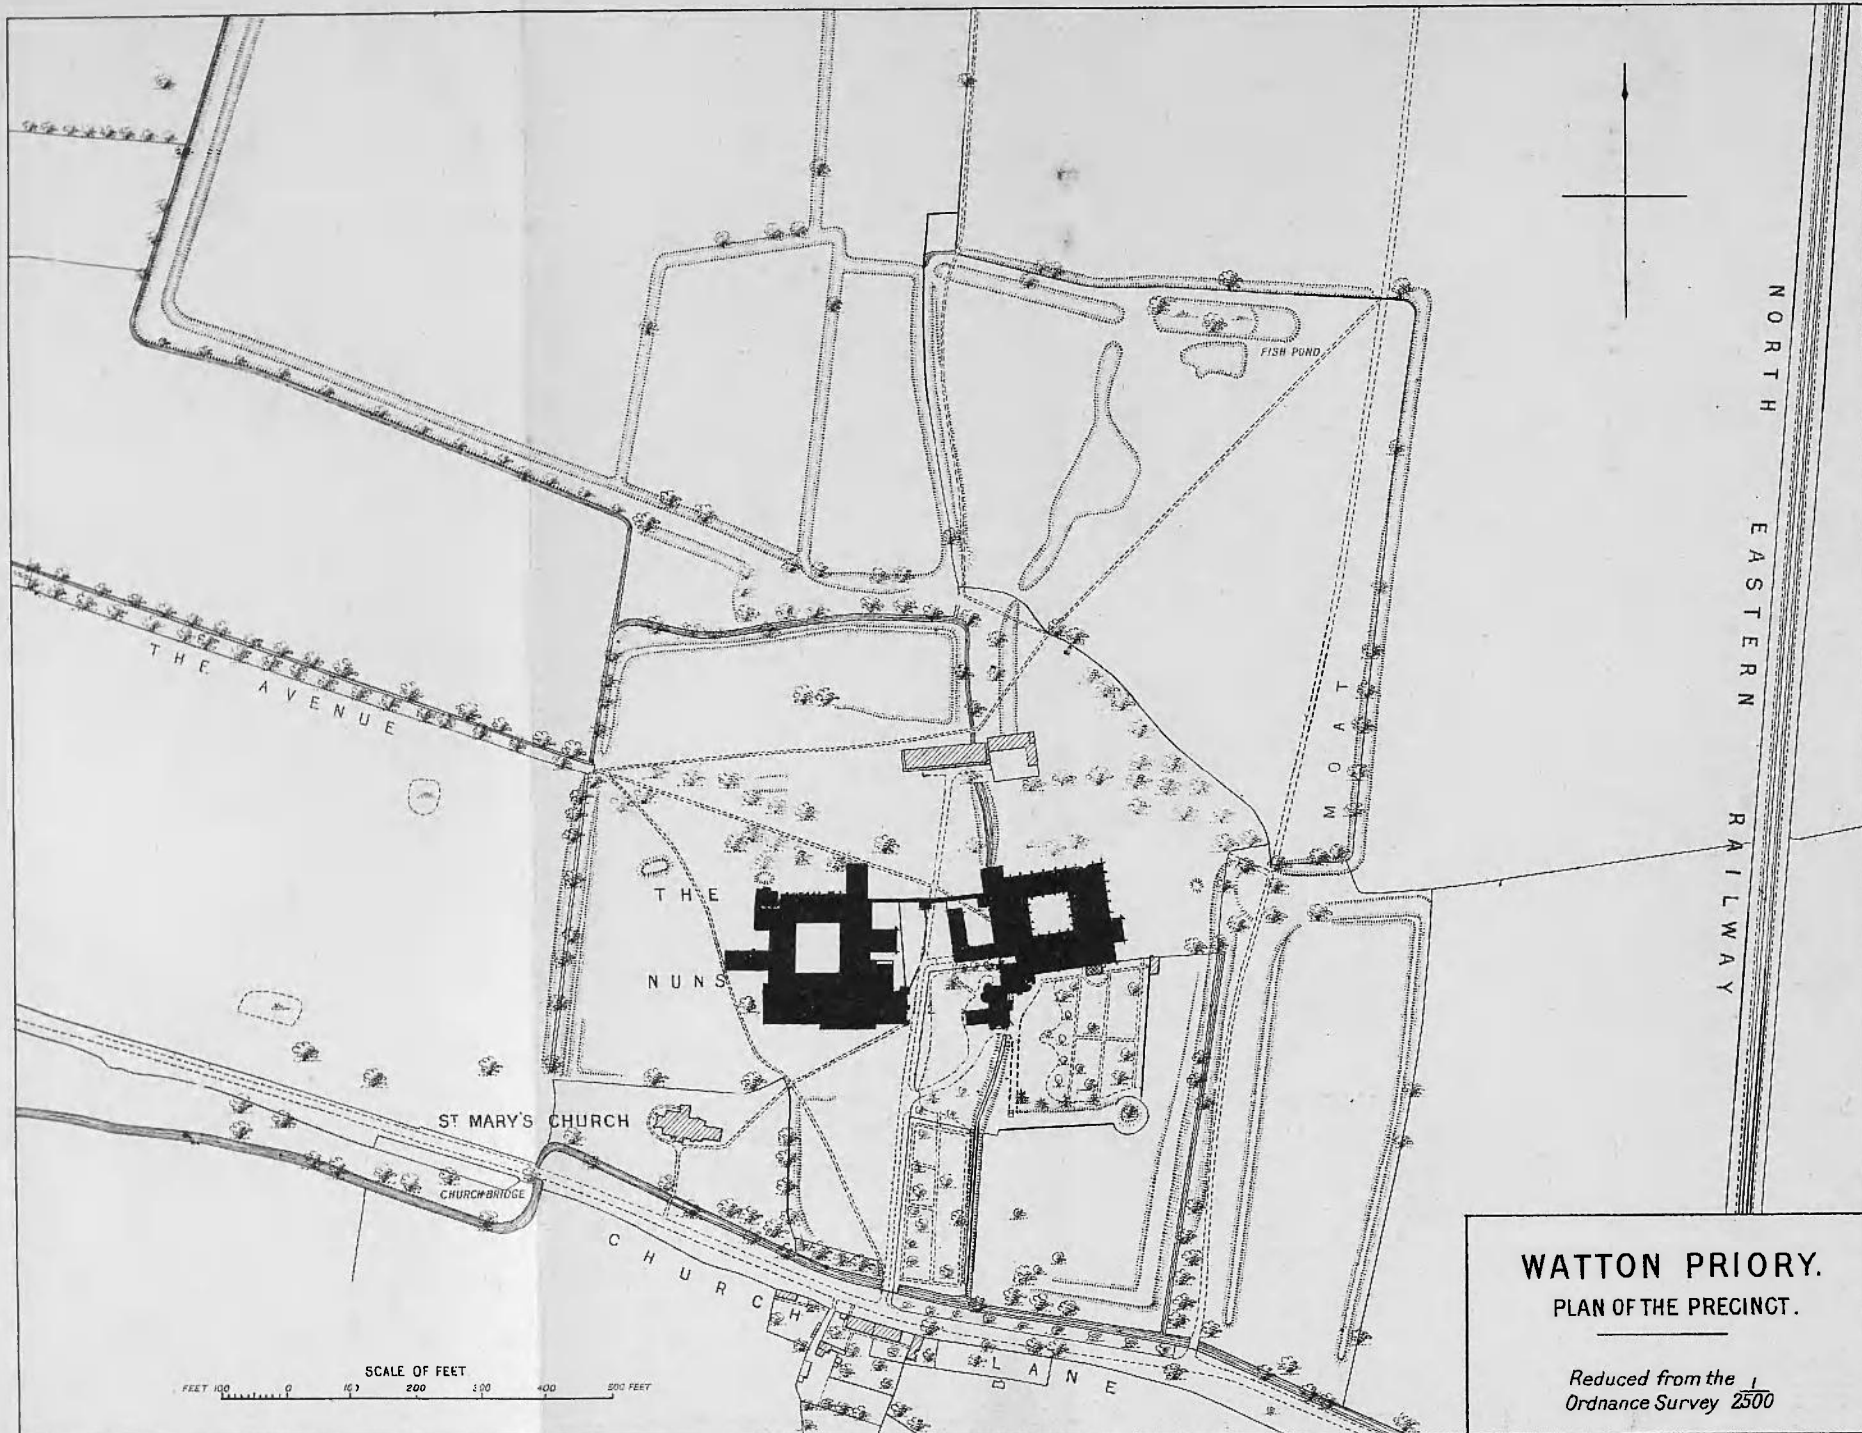 FISH POND
NORTH EASTERN RAILWAY
MOAT
THE AVENUE
THE
NUNS
ST MARY'S CHURCH
CHURCH BRIDGE
CHURCH LANE
SCALE OF FEET
FEET 100 0 100 200 300 400 500 FEET
WATTON PRIORY.
PLAN OF THE PRECINCT.
Reduced from the
Ordnance Survey 1/2500